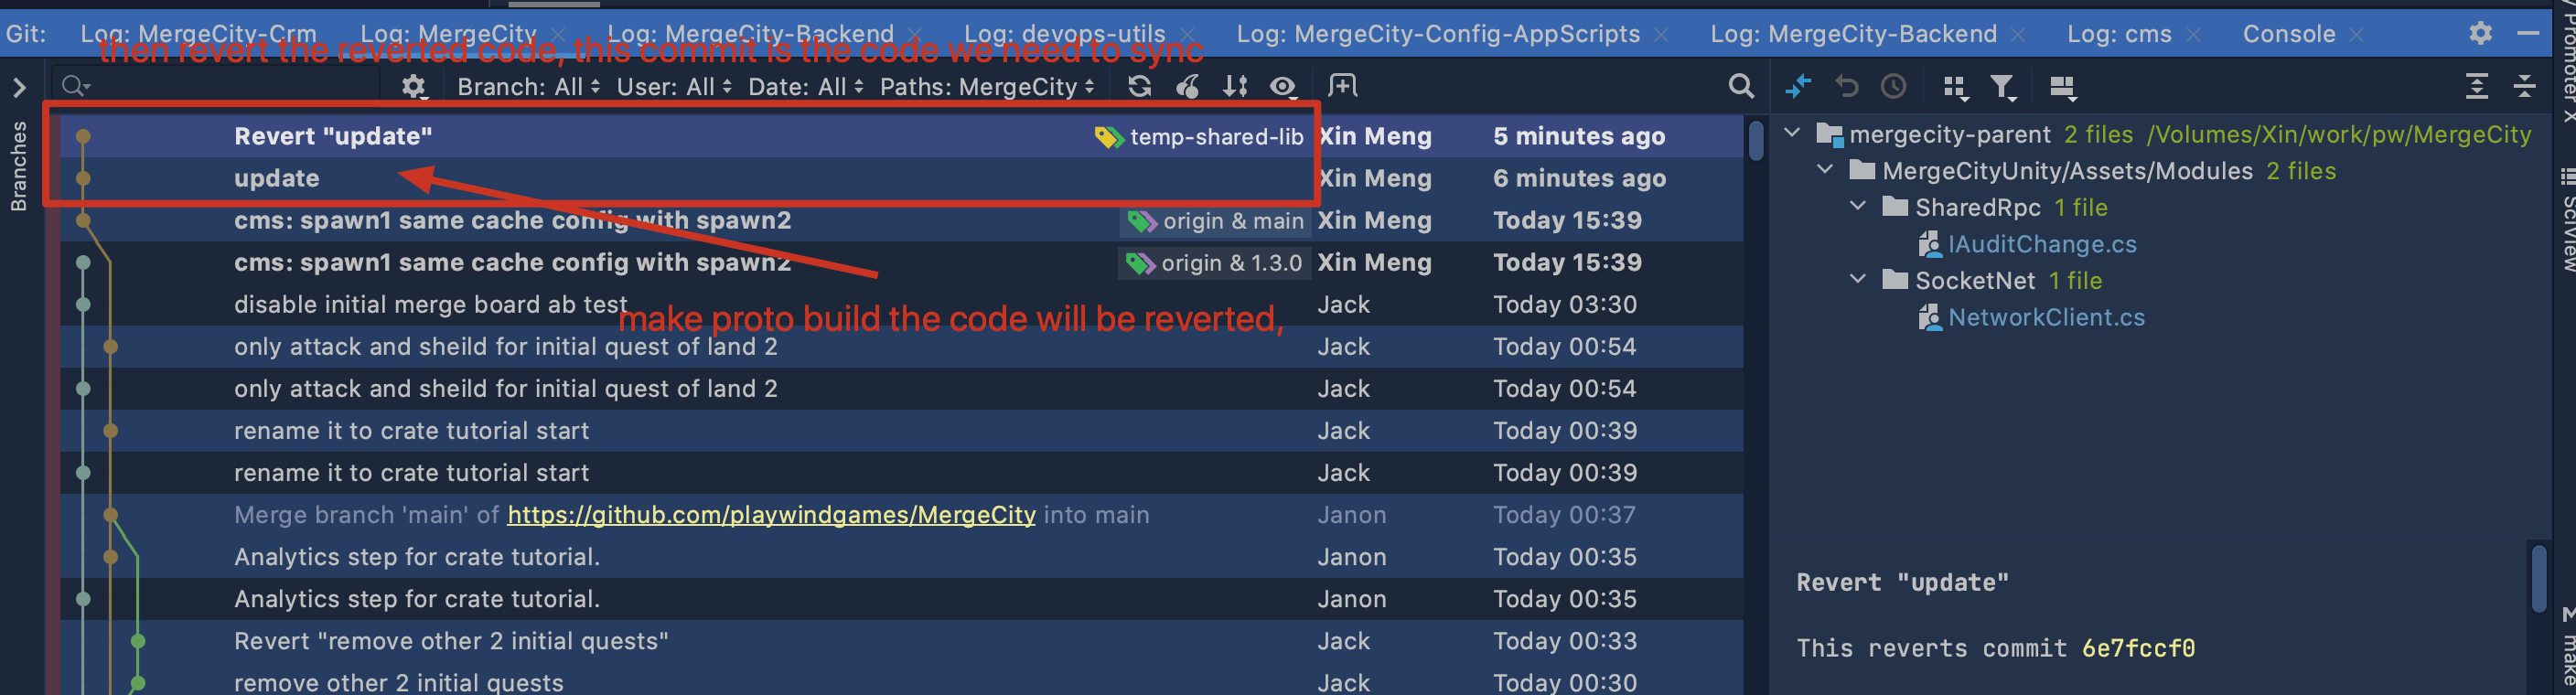 Git: Log: MergeCity-Crm Log: MergeCity Log: MergeCity-Backend Log: devops-utils Log: MergeCity-Config-AppScripts Log: MergeCity-Backend Log: cms Console
then revert the reverted code, this commit is the code we need to sync
Branch: All User: All Date: All Paths: MergeCity
Branches
Revert "update" temp-shared-lib Xin Meng 5 minutes ago
update Xin Meng 6 minutes ago
cms: spawn1 same cache config with spawn2 origin & main Xin Meng Today 15:39
cms: spawn1 same cache config with spawn2 origin & 1.3.0 Xin Meng Today 15:39
disable initial merge board ab test Jack Today 03:30
make proto build the code will be reverted,
only attack and sheild for initial quest of land 2 Jack Today 00:54
only attack and sheild for initial quest of land 2 Jack Today 00:54
rename it to crate tutorial start Jack Today 00:39
rename it to crate tutorial start Jack Today 00:39
Merge branch 'main' of https://github.com/playwindgames/MergeCity into main Janon Today 00:37
Analytics step for crate tutorial. Janon Today 00:35
Analytics step for crate tutorial. Janon Today 00:35
Revert "remove other 2 initial quests" Jack Today 00:33
remove other 2 initial quests Jack Today 00:30
mergecity-parent 2 files /Volumes/Xin/work/pw/MergeCity
MergeCityUnity/Assets/Modules 2 files
SharedRpc 1 file
IAuditChange.cs
SocketNet 1 file
NetworkClient.cs
Revert "update"
This reverts commit 6e7fccf0
Promoter X
SciView
make